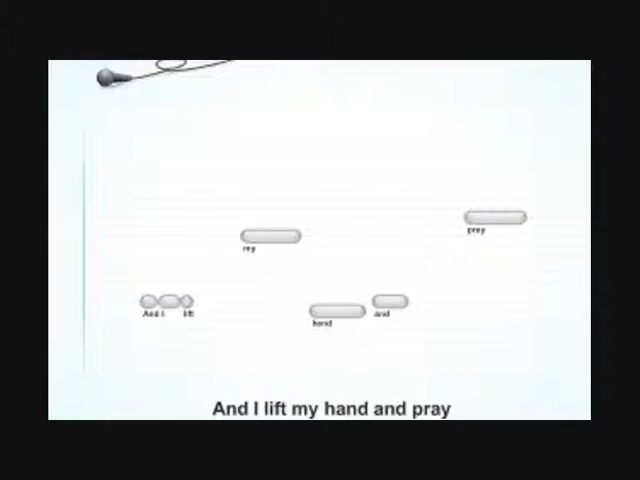 pray
my
And I lift
and
hand
And I lift my hand and pray